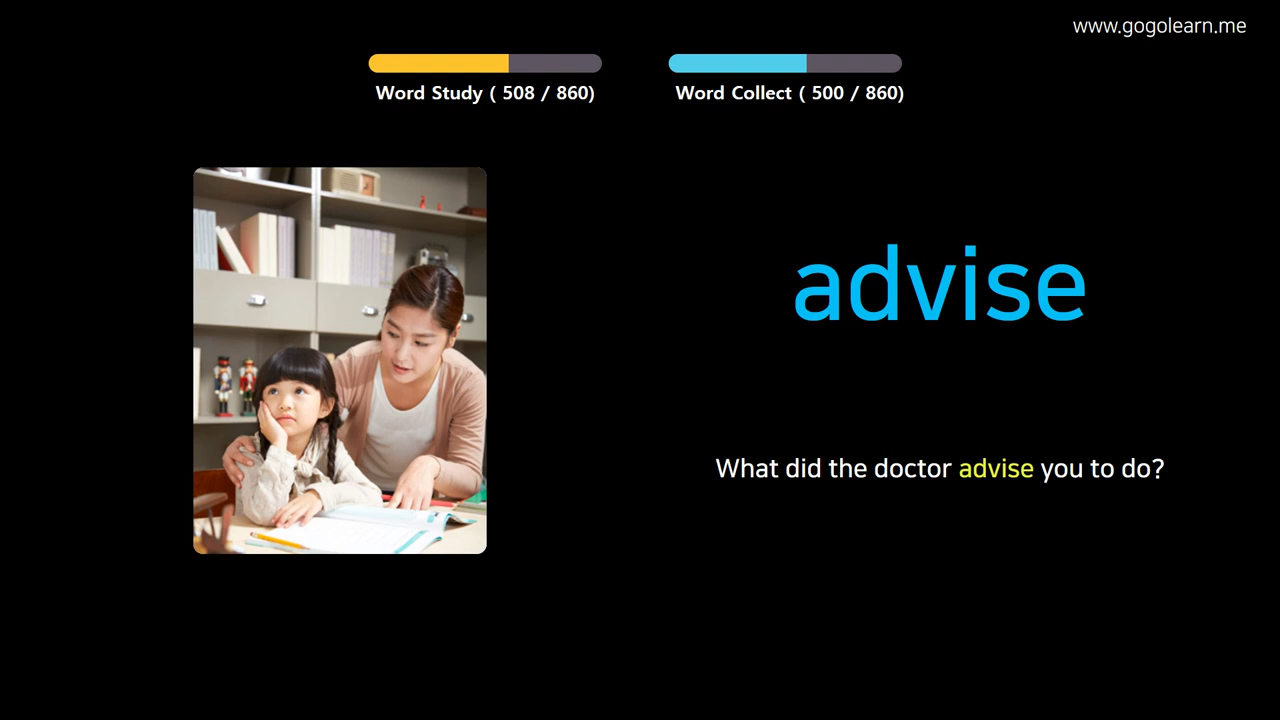 www.gogolearn.me
Word Study ( 508 / 860)
Word Collect ( 500 / 860)
advise
What did the doctor advise you to do?